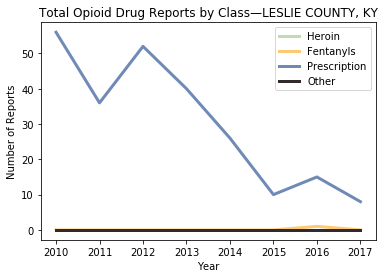 Total Opioid Drug Reports by Class—LESLIE COUNTY, KY
Heroin
Fentanyls
Prescription
Other
Number of Reports
50
40
30
20
10
0
2010 2011 2012 2013 2014 2015 2016 2017
Year